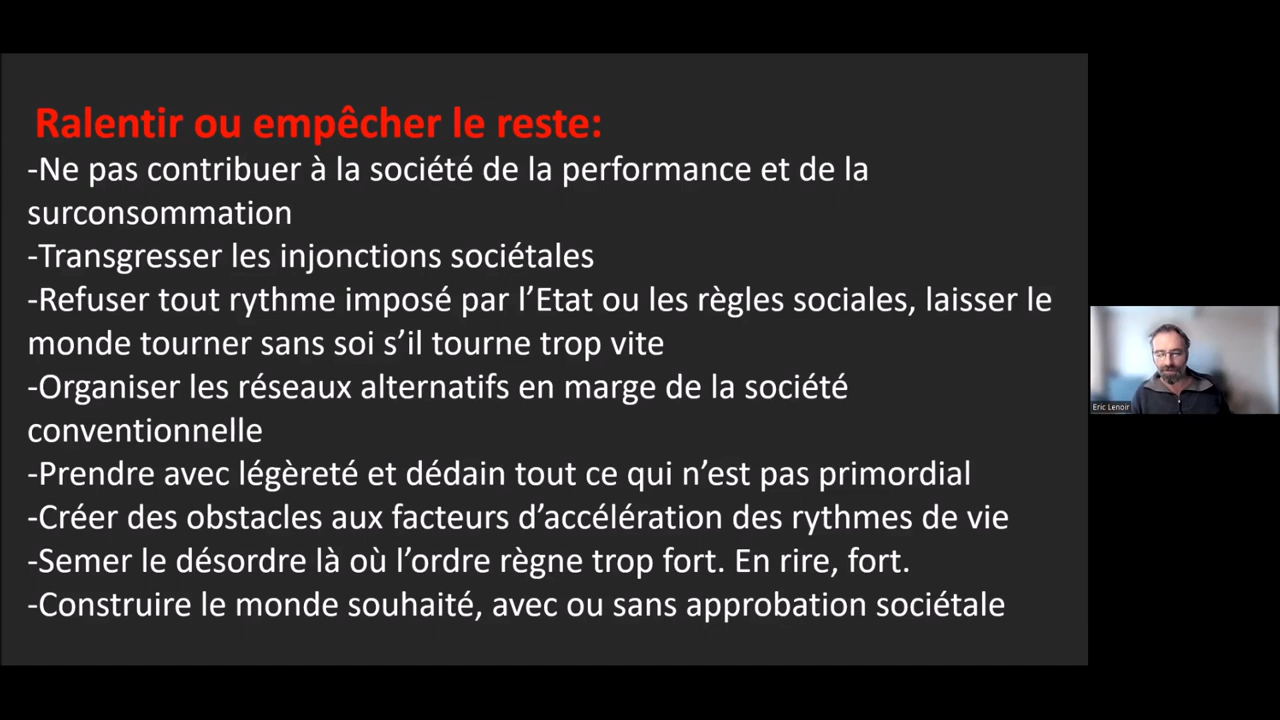 Ralentir ou empêcher le reste:
-Ne pas contribuer à la société de la performance et de la
surconsommation
-Transgresser les injonctions sociétales
-Refuser tout rythme imposé par l’Etat ou les règles sociales, laisser le
monde tourner sans soi s’il tourne trop vite
-Organiser les réseaux alternatifs en marge de la société
conventionnelle
-Prendre avec légèreté et dédain tout ce qui n’est pas primordial
-Créer des obstacles aux facteurs d’accélération des rythmes de vie
-Semer le désordre là où l’ordre règne trop fort. En rire, fort.
-Construire le monde souhaité, avec ou sans approbation sociétale
Eric Lenoir